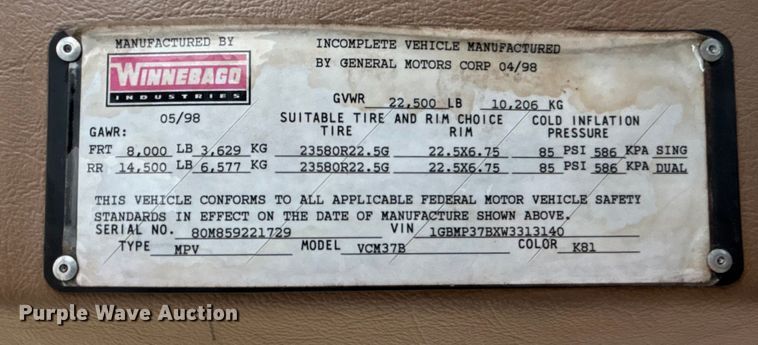 MANUFACTURED BY
WINNEBAGO
INDUSTRIES
05/98
INCOMPLETE VEHICLE MANUFACTURED
BY GENERAL MOTORS CORP 04/98
GVWR 22,500 LB 10,206 KG
SUITABLE TIRE AND RIM CHOICE COLD INFLATION
GAWR: TIRE RIM PRESSURE
FRT 8,000 LB 3,629 KG 23580R22.5G 22.5X6.75 85 PSI 586 KPA SING
RR 14,500 LB 6,577 KG 23580R22.5G 22.5X6.75 85 PSI 586 KPA DUAL
THIS VEHICLE CONFORMS TO ALL APPLICABLE FEDERAL MOTOR VEHICLE SAFETY
STANDARDS IN EFFECT ON THE DATE OF MANUFACTURE SHOWN ABOVE.
SERIAL NO. 80M859221729 VIN 1GBMP37BXW3313140
TYPE MPV MODEL VCM37B COLOR K81
Purple Wave Auction